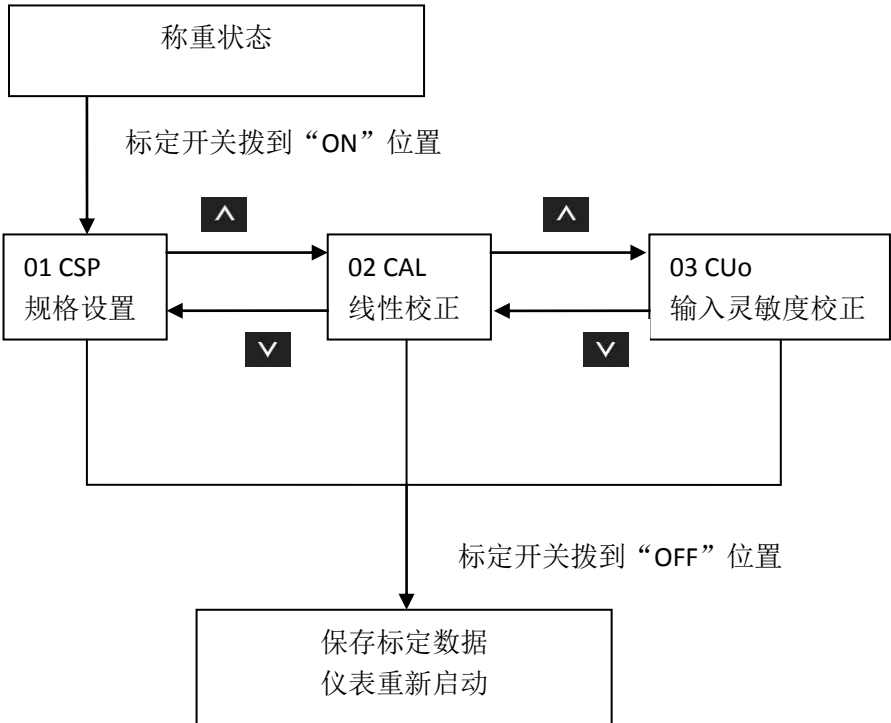 称重状态
标定开关拨到“ON”位置
01 CSP
规格设置
02 CAL
线性校正
03 CUo
输入灵敏度校正
标定开关拨到“OFF”位置
保存标定数据
仪表重新启动